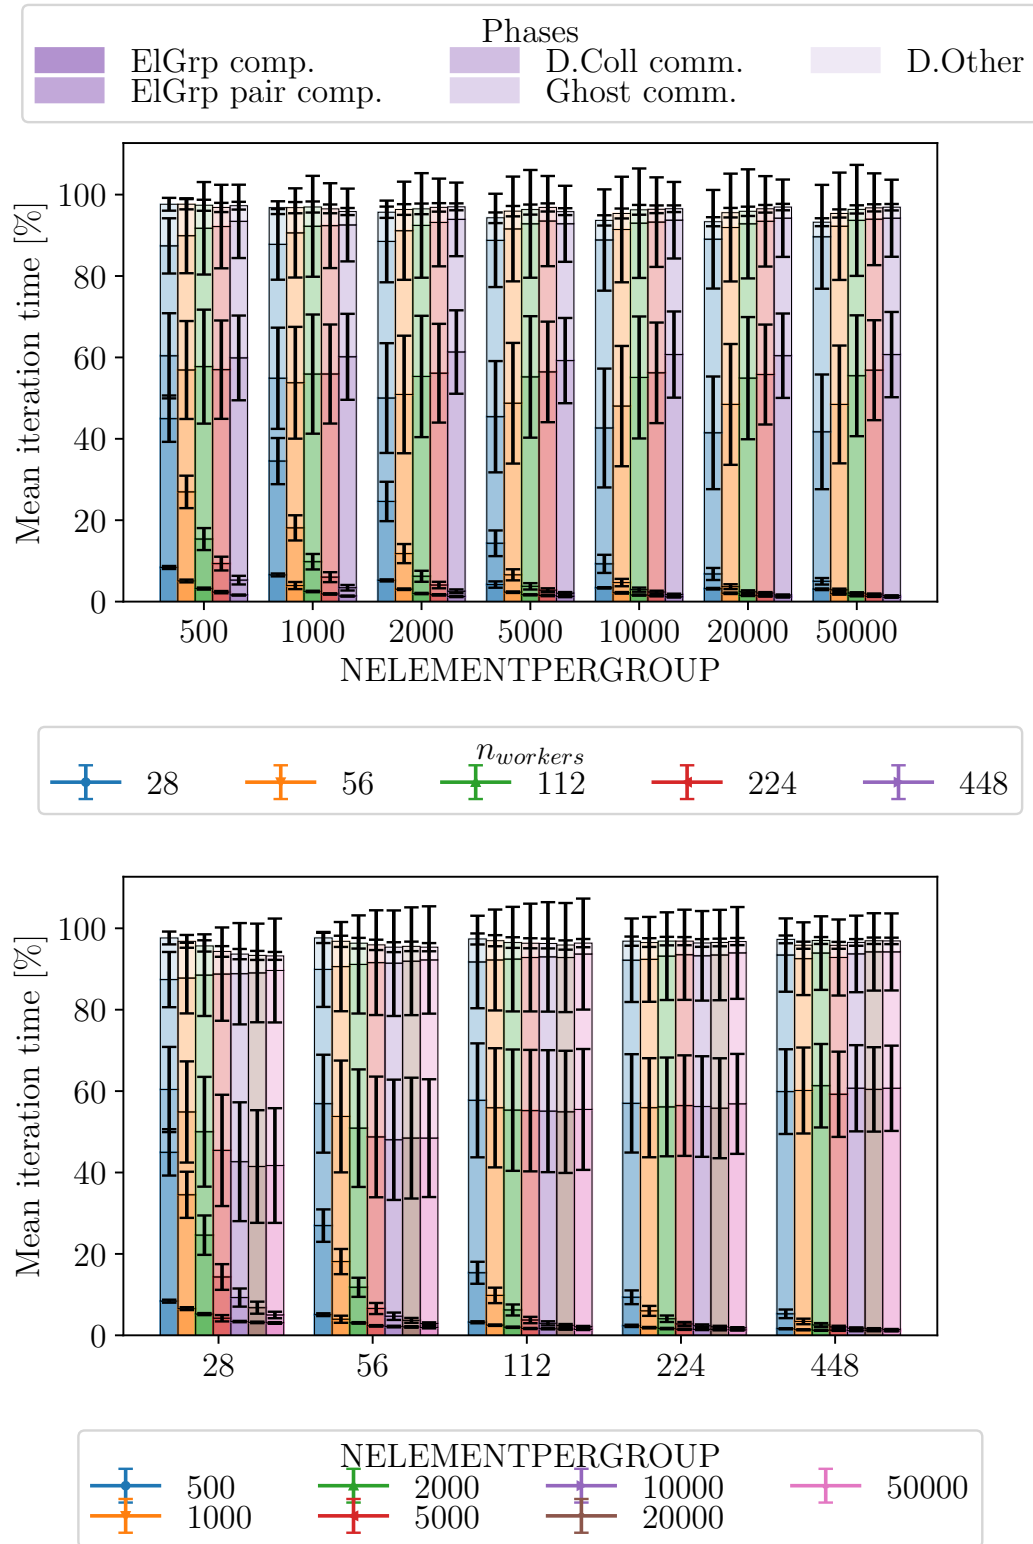 Phases
ElGrp comp. D.Coll comm. D.Other
ElGrp pair comp. Ghost comm.
Mean iteration time [%]
100
80
60
40
20
0
500 1000 2000 5000 10000 20000 50000
NELEMENTPERGROUP
n_workers
28 56 112 224 448
Mean iteration time [%]
100
80
60
40
20
0
28 56 112 224 448
NELEMENTPERGROUP
500 2000 10000 50000
1000 5000 20000